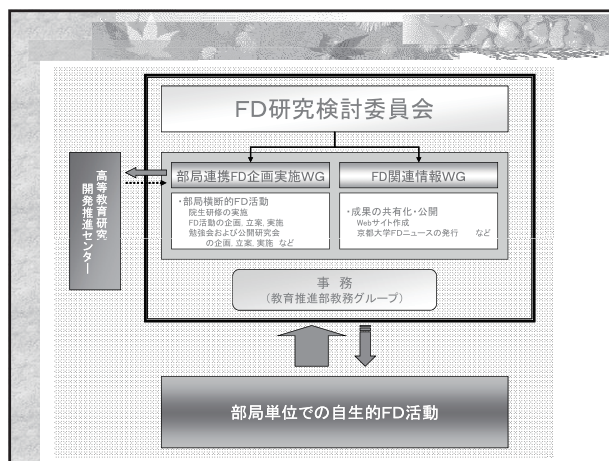 FD研究検討委員会
高等教育研究
開発推進センター
部局連携FD企画実施WG
・部局横断的FD活動
院生研修の実施
FD活動の企画，立案，実施
勉強会および公開研究会
の企画，立案，実施 など
FD関連情報WG
・成果の共有化・公開
Webサイト作成
京都大学FDニュースの発行 など
事 務
(教育推進部教務グループ)
部局単位での自生的FD活動